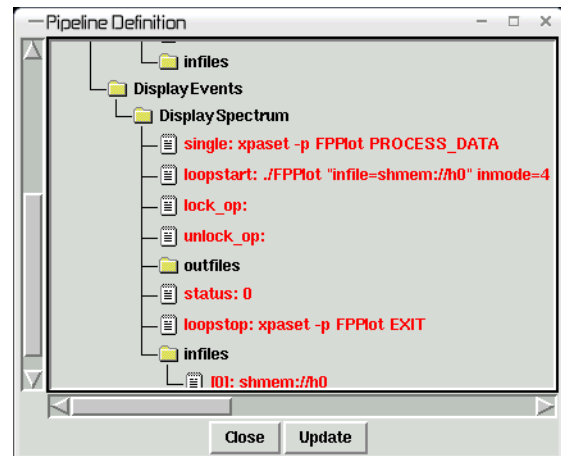 Pipeline Definition
infiles
DisplayEvents
DisplaySpectrum
single: xpaset -p FPPlot PROCESS_DATA
loopstart: ./FPPlot "infile=shmem://h0" inmode=4
lock_op:
unlock_op:
outfiles
status: 0
loopstop: xpaset -p FPPlot EXIT
infiles
[0]: shmem://h0
Close Update